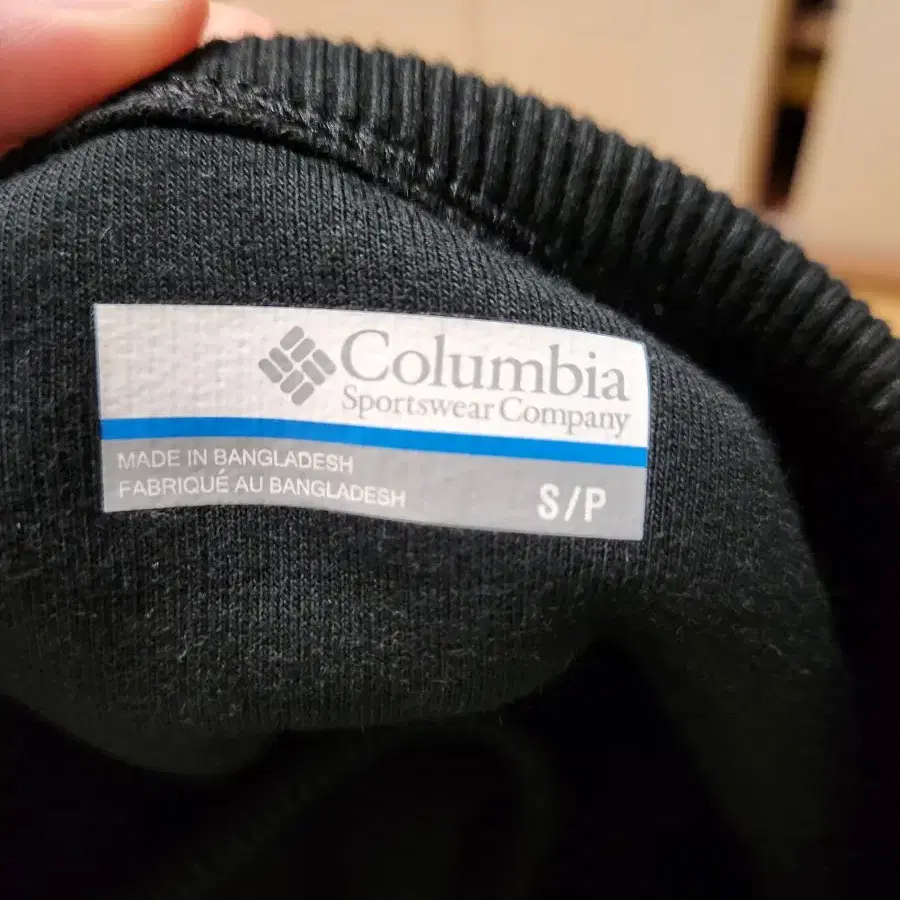 Columbia
Sportswear Company
MADE IN BANGLADESH
FABRIQUÉ AU BANGLADESH
S/P